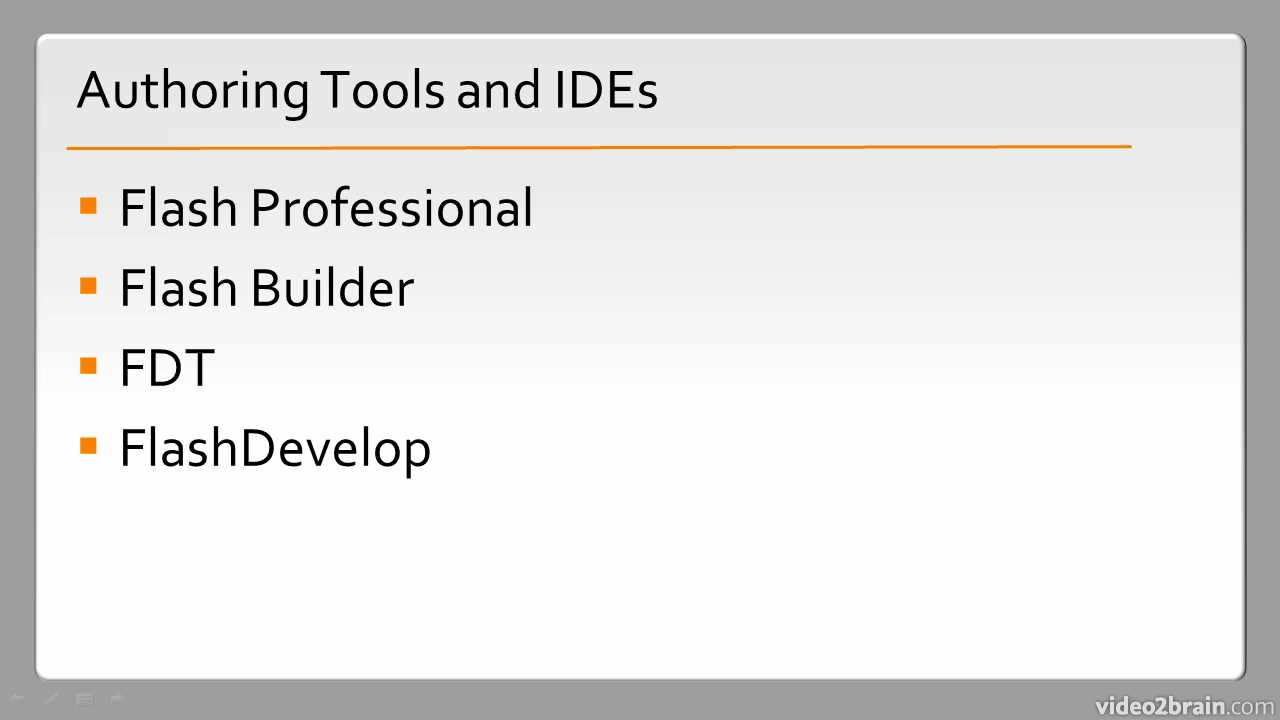 Authoring Tools and IDEs
Flash Professional
Flash Builder
FDT
FlashDevelop
video2brain.com